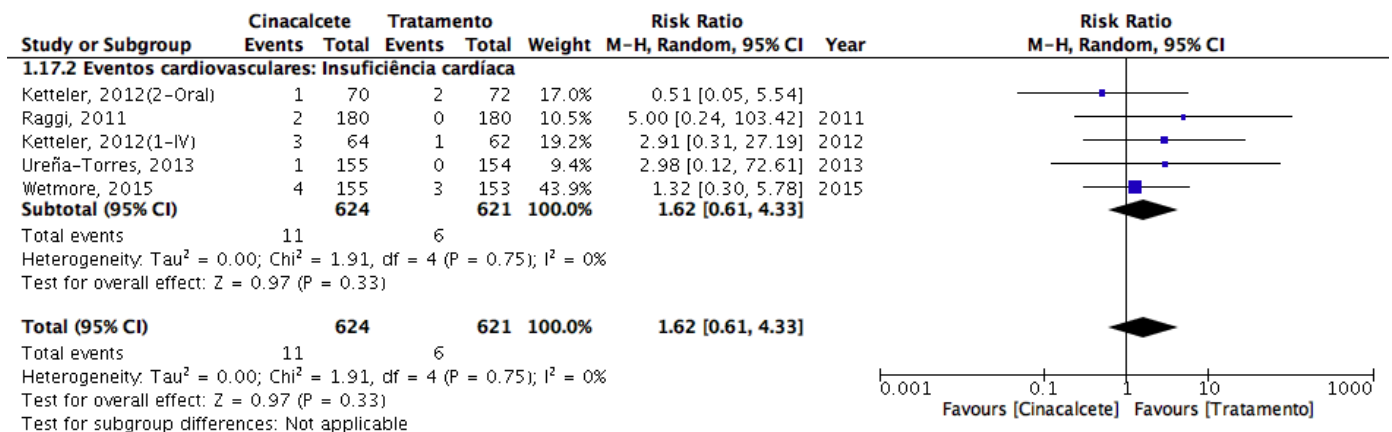 Cinacalcete Tratamento Risk Ratio Risk Ratio
Study or Subgroup Events Total Events Total Weight M-H, Random, 95% CI Year M-H, Random, 95% CI
1.17.2 Eventos cardiovasculares: Insuficiência cardíaca
Ketteler, 2012(2-Oral) 1 70 2 72 17.0% 0.51 [0.05, 5.54]
Raggi, 2011 2 180 0 180 10.5% 5.00 [0.24, 103.42] 2011
Ketteler, 2012(1-IV) 3 64 1 62 19.2% 2.91 [0.31, 27.19] 2012
Ureña-Torres, 2013 1 155 0 154 9.4% 2.98 [0.12, 72.61] 2013
Wetmore, 2015 4 155 3 153 43.9% 1.32 [0.30, 5.78] 2015
Subtotal (95% CI) 624 621 100.0% 1.62 [0.61, 4.33]
Total events 11 6
Heterogeneity: Tau² = 0.00; Chi² = 1.91, df = 4 (P = 0.75); I² = 0%
Test for overall effect: Z = 0.97 (P = 0.33)
Total (95% CI) 624 621 100.0% 1.62 [0.61, 4.33]
Total events 11 6
Heterogeneity: Tau² = 0.00; Chi² = 1.91, df = 4 (P = 0.75); I² = 0%
Test for overall effect: Z = 0.97 (P = 0.33)
Test for subgroup differences: Not applicable
0.001 0.1 1 10 1000
Favours [Cinacalcete] Favours [Tratamento]